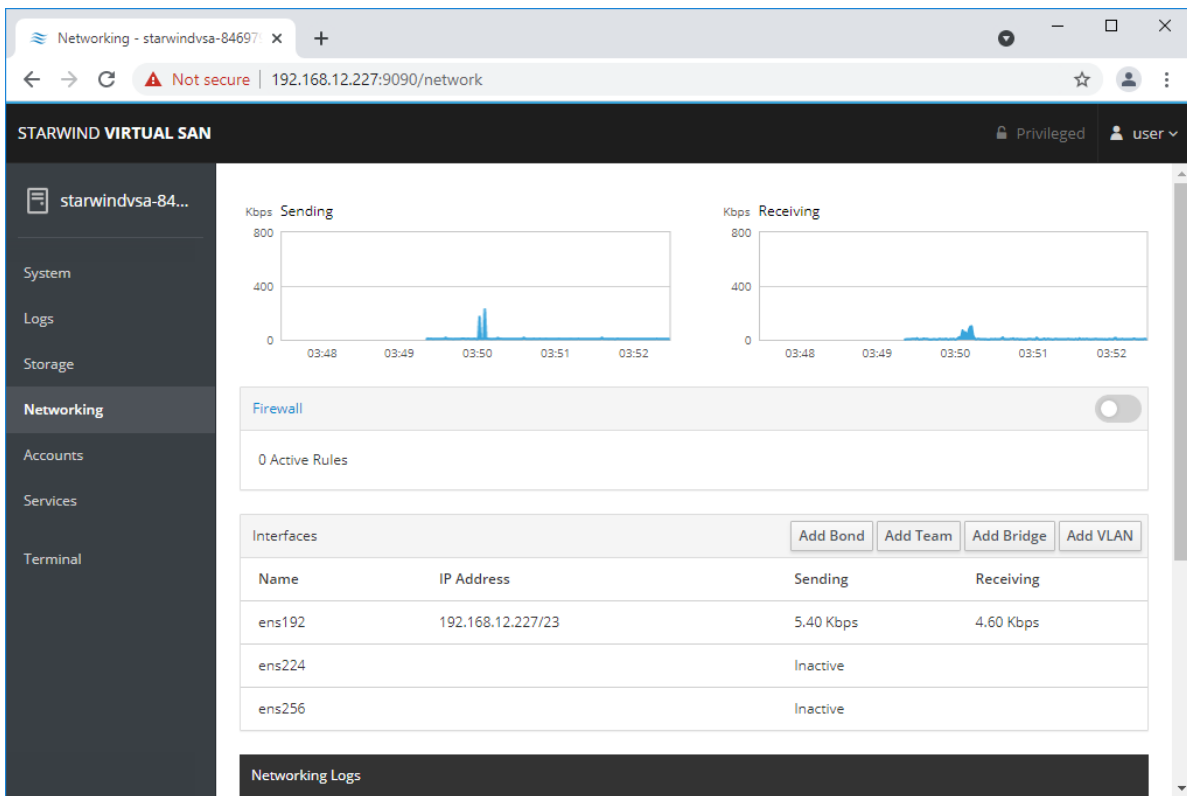 Networking - starwindvsa-84697
Not secure | 192.168.12.227:9090/network
STARWIND VIRTUAL SAN
Privileged
user
starwindvsa-84...
System
Logs
Storage
Networking
Accounts
Services
Terminal
Kbps Sending
800
400
0
03:48 03:49 03:50 03:51 03:52
Kbps Receiving
800
400
0
03:48 03:49 03:50 03:51 03:52
Firewall
0 Active Rules
Interfaces Add Bond Add Team Add Bridge Add VLAN
Name IP Address Sending Receiving
ens192 192.168.12.227/23 5.40 Kbps 4.60 Kbps
ens224 Inactive
ens256 Inactive
Networking Logs